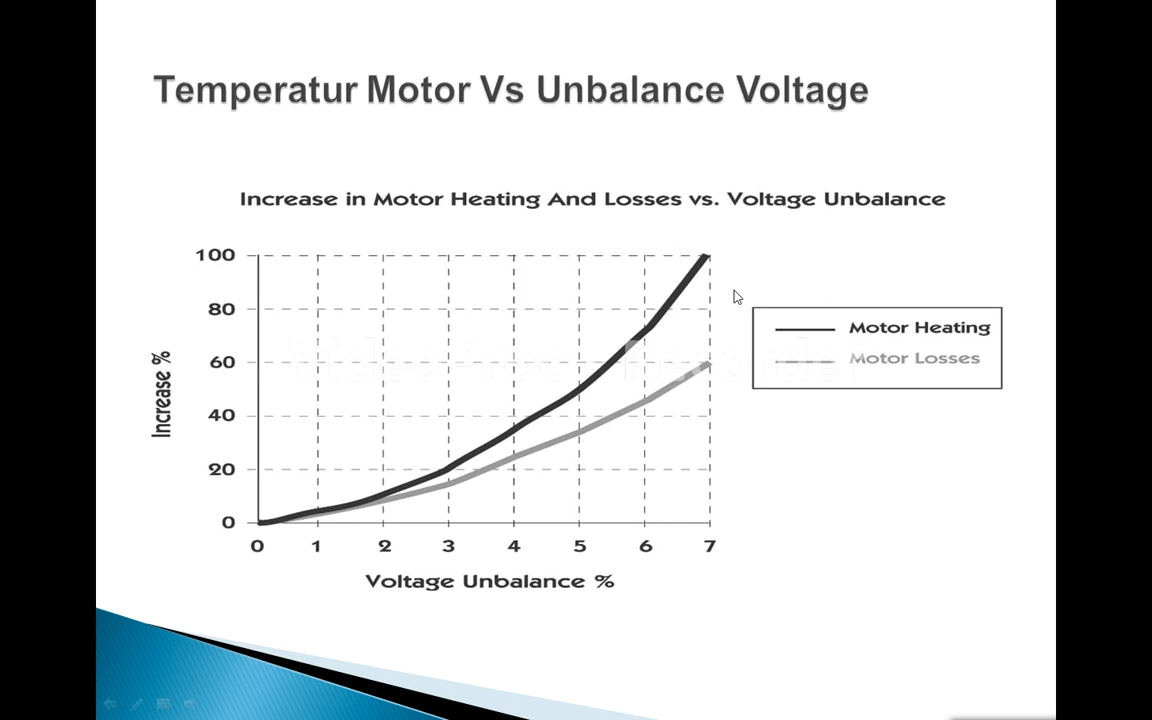 Temperatur Motor Vs Unbalance Voltage
Increase in Motor Heating And Losses vs. Voltage Unbalance
100
80
60
40
20
0
Increase %
0 1 2 3 4 5 6 7
Voltage Unbalance %
Motor Heating
Motor Losses